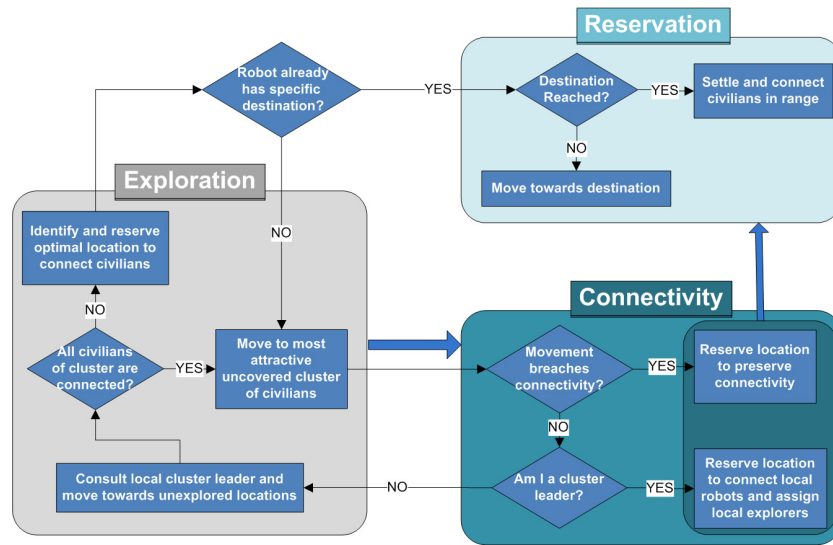 Reservation
Robot already
has specific
destination?
YES
Destination
Reached?
YES
Settle and connect
civilians in range
NO
Move towards destination
Exploration
Identify and reserve
optimal location to
connect civilians
NO
NO
All
civilians
of cluster are
connected?
YES
Move to most
attractive
uncovered cluster
of civilians
Consult local cluster leader and
move towards unexplored locations
Connectivity
Movement
breaches
connectivity?
YES
Reserve location
to preserve
connectivity
NO
Am I a cluster
leader?
NO
YES
Reserve location
to connect local
robots and assign
local explorers